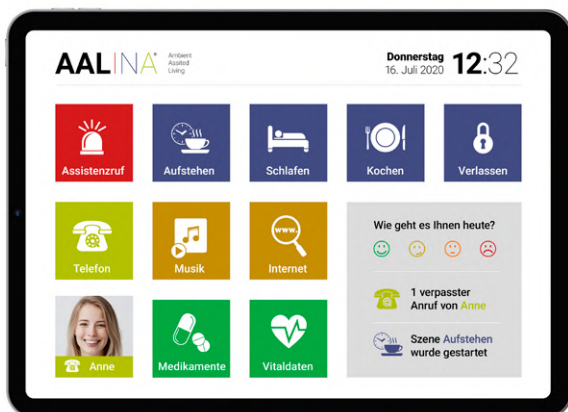 AALINA
Ambient
Assited
Living
Donnerstag
16. Juli 2020
12:32
Assistenzruf
Aufstehen
Schlafen
Kochen
Verlassen
Telefon
Musik
www.
Internet
Wie geht es Ihnen heute?
1 verpasster
Anruf von Anne
Anne
Medikamente
Vitaldaten
Szene Aufstehen
wurde gestartet